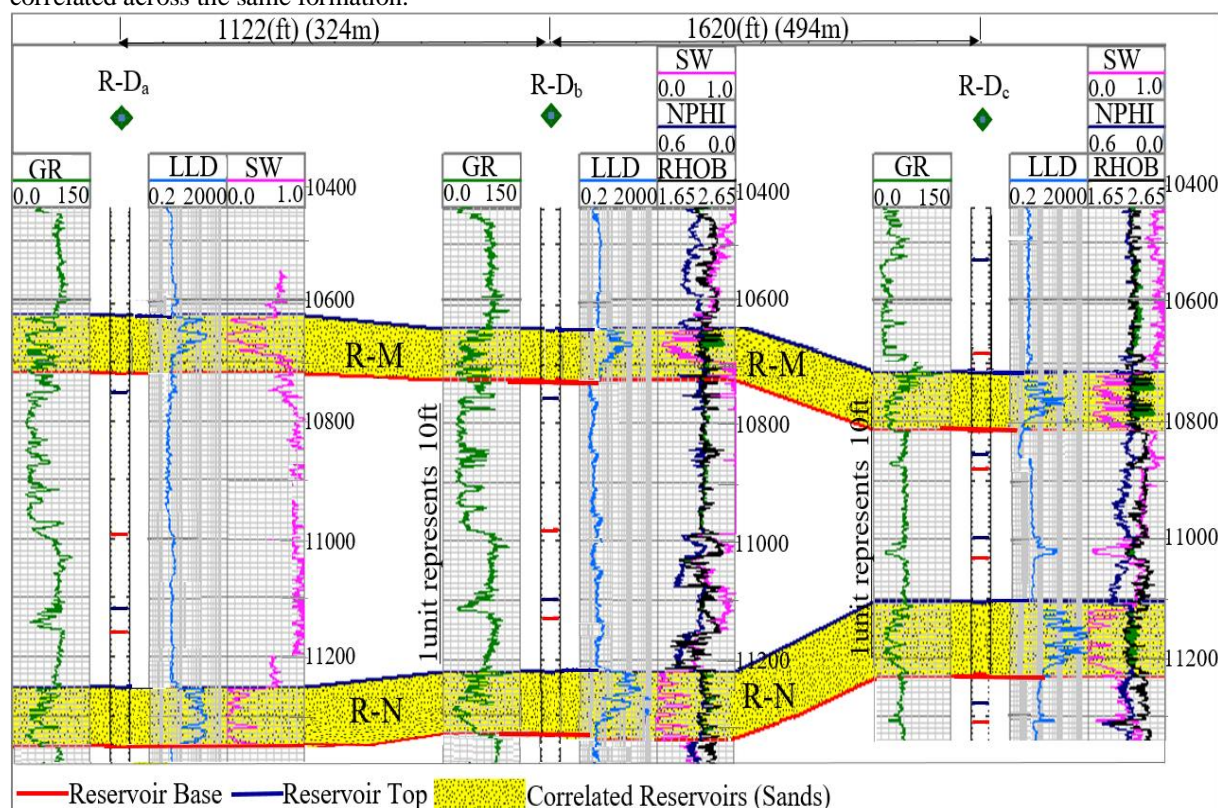 correlated across the same formation.
1122(ft) (324m)
1620(ft) (494m)
R-Da
R-Db
R-Dc
SW
0.0 1.0
NPHI
0.6 0.0
SW
0.0 1.0
NPHI
0.6 0.0
GR
0.0 150
LLD
0.2 2000
SW
0.0 1.0
GR
0.0 150
LLD
0.2 2000
RHOB
1.65 2.65
GR
0.0 150
LLD
0.2 2000
RHOB
1.65 2.65
10400
10600
10800
11000
11200
10400
10600
10800
11000
11200
10400
10600
10800
11000
11200
R-M
R-M
R-N
R-N
1unit represents 10ft
1unit represents 10ft
Reservoir Base
Reservoir Top
Correlated Reservoirs (Sands)